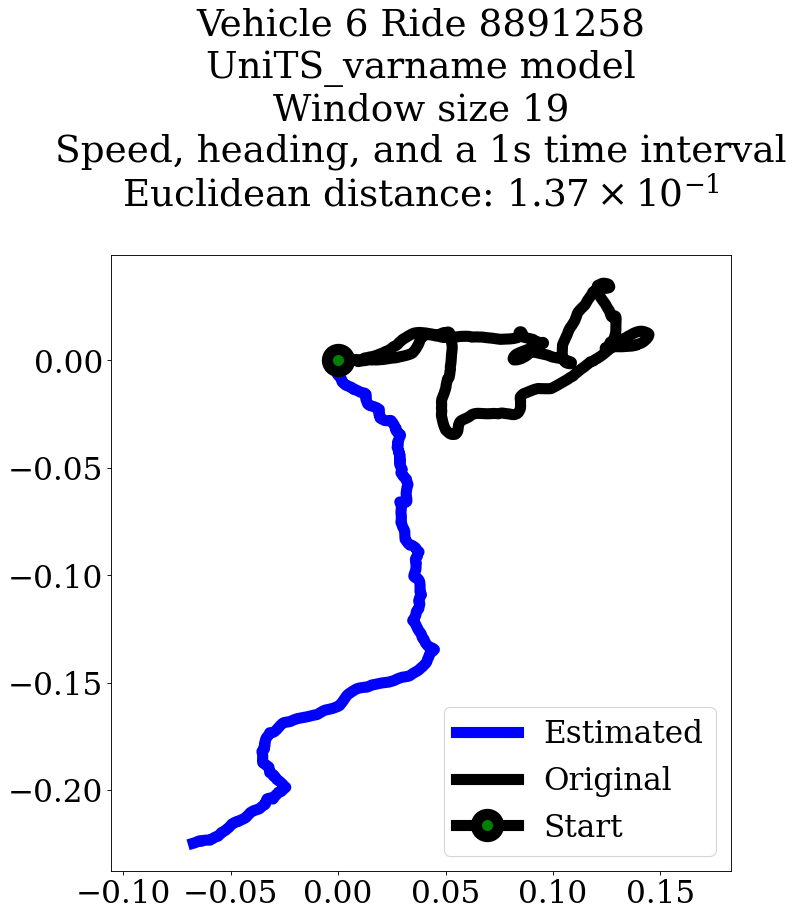 Vehicle 6 Ride 8891258
UniTS_varname model
Window size 19
Speed, heading, and a 1s time interval
Euclidean distance: 1.37 × 10⁻¹
0.00
−0.05
−0.10
−0.15
−0.20
Estimated
Original
Start
−0.10 −0.05 0.00 0.05 0.10 0.15